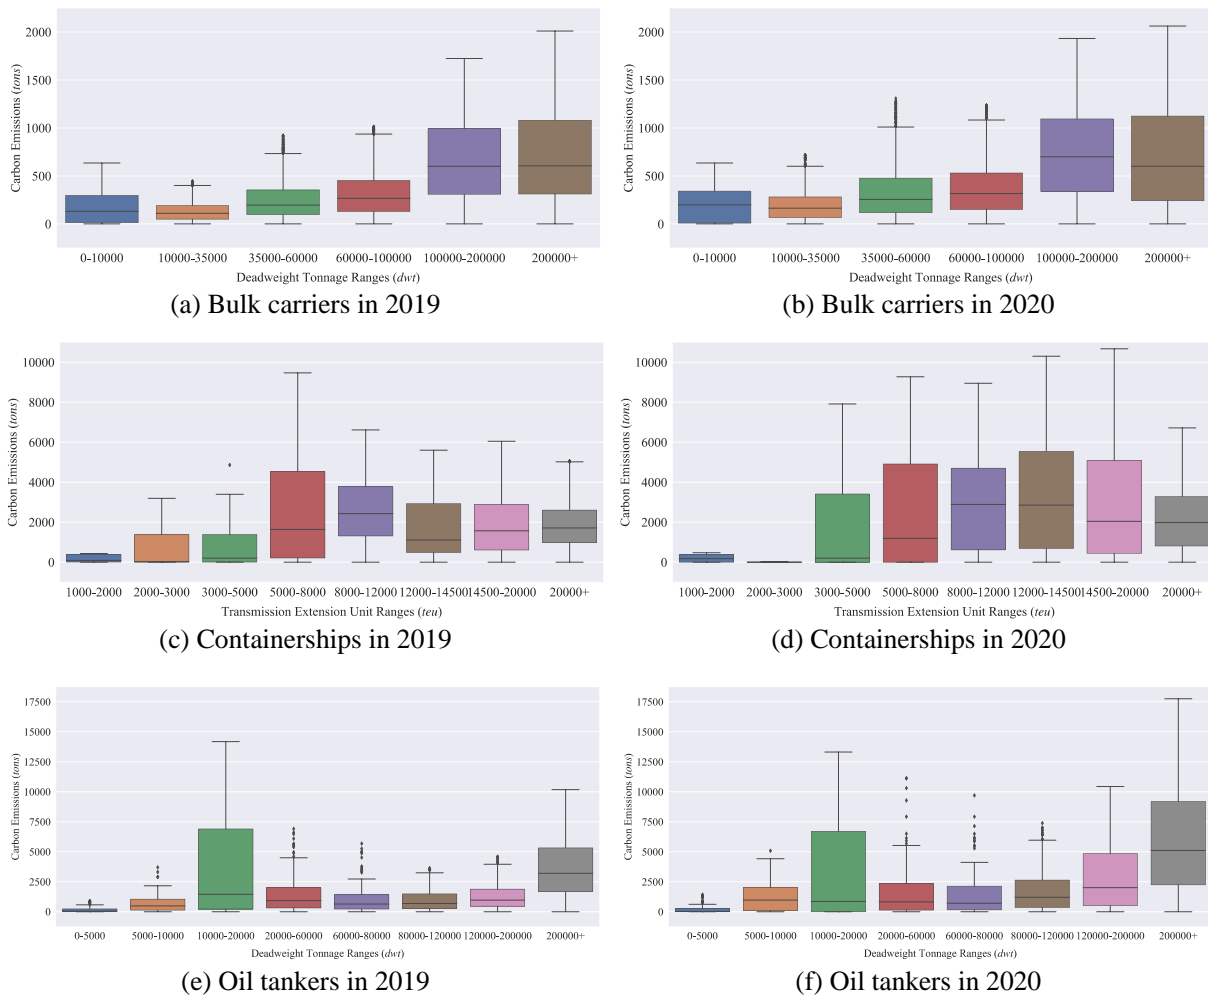 2000
1500
1000
500
0
Carbon Emissions (tons)
0-10000 10000-35000 35000-60000 60000-100000 100000-200000 200000+
Deadweight Tonnage Ranges (dwt)
(a) Bulk carriers in 2019
2000
1500
1000
500
0
Carbon Emissions (tons)
0-10000 10000-35000 35000-60000 60000-100000 100000-200000 200000+
Deadweight Tonnage Ranges (dwt)
(b) Bulk carriers in 2020
10000
8000
6000
4000
2000
0
Carbon Emissions (tons)
1000-2000 2000-3000 3000-5000 5000-8000 8000-12000 12000-14500 14500-20000 20000+
Transmission Extension Unit Ranges (teu)
(c) Containerships in 2019
10000
8000
6000
4000
2000
0
Carbon Emissions (tons)
1000-2000 2000-3000 3000-5000 5000-8000 8000-12000 12000-14500 14500-20000 20000+
Transmission Extension Unit Ranges (teu)
(d) Containerships in 2020
17500
15000
12500
10000
7500
5000
2500
0
Carbon Emissions (tons)
0-5000 5000-10000 10000-20000 20000-60000 60000-80000 80000-120000 120000-200000 200000+
Deadweight Tonnage Ranges (dwt)
(e) Oil tankers in 2019
17500
15000
12500
10000
7500
5000
2500
0
Carbon Emissions (tons)
0-5000 5000-10000 10000-20000 20000-60000 60000-80000 80000-120000 120000-200000 200000+
Deadweight Tonnage Ranges (dwt)
(f) Oil tankers in 2020